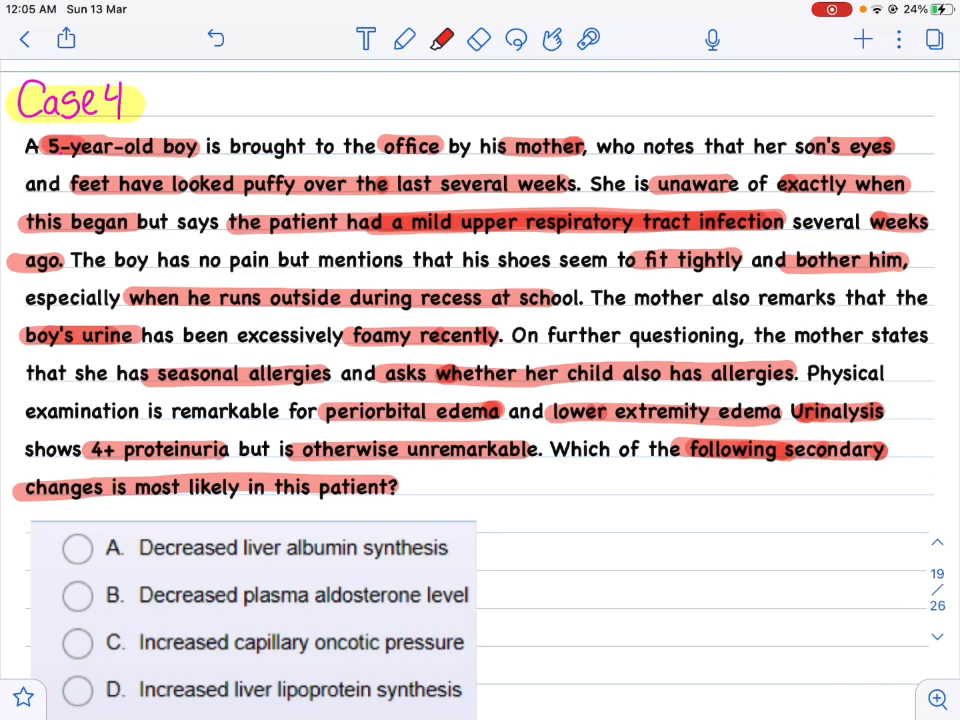 12:05 AM Sun 13 Mar
24%
Case 4
A 5-year-old boy is brought to the office by his mother, who notes that her son's eyes
and feet have looked puffy over the last several weeks. She is unaware of exactly when
this began but says the patient had a mild upper respiratory tract infection several weeks
ago. The boy has no pain but mentions that his shoes seem to fit tightly and bother him,
especially when he runs outside during recess at school. The mother also remarks that the
boy's urine has been excessively foamy recently. On further questioning, the mother states
that she has seasonal allergies and asks whether her child also has allergies. Physical
examination is remarkable for periorbital edema and lower extremity edema Urinalysis
shows 4+ proteinuria but is otherwise unremarkable. Which of the following secondary
changes is most likely in this patient?
A. Decreased liver albumin synthesis
B. Decreased plasma aldosterone level
C. Increased capillary oncotic pressure
D. Increased liver lipoprotein synthesis
19
/
26